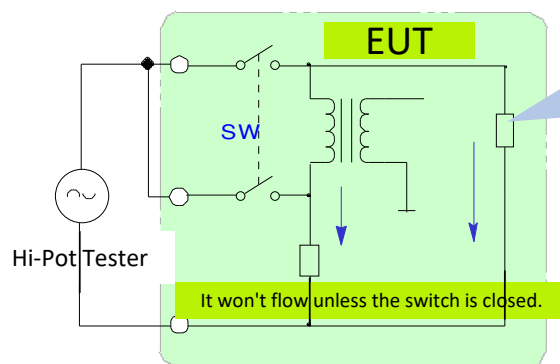 EUT
SW
Hi-Pot Tester
It won't flow unless the switch is closed.